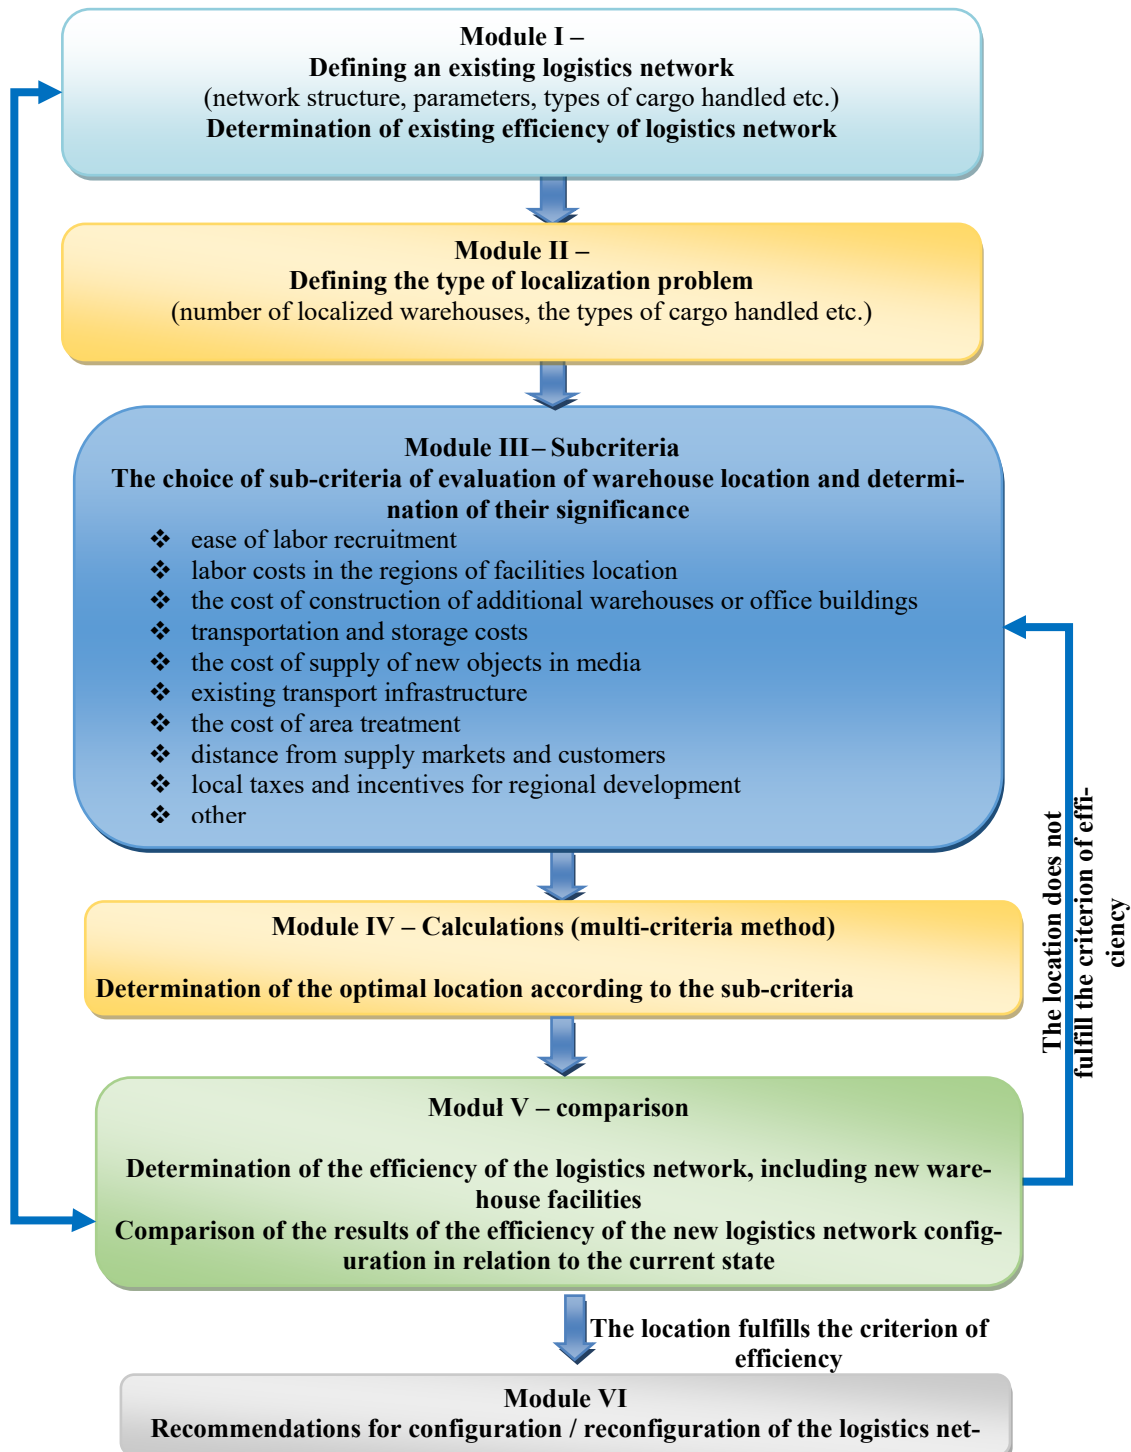 Module I –
Defining an existing logistics network
(network structure, parameters, types of cargo handled etc.)
Determination of existing efficiency of logistics network
Module II –
Defining the type of localization problem
(number of localized warehouses, the types of cargo handled etc.)
Module III – Subcriteria
The choice of sub-criteria of evaluation of warehouse location and determi-
nation of their significance
❖ ease of labor recruitment
❖ labor costs in the regions of facilities location
❖ the cost of construction of additional warehouses or office buildings
❖ transportation and storage costs
❖ the cost of supply of new objects in media
❖ existing transport infrastructure
❖ the cost of area treatment
❖ distance from supply markets and customers
❖ local taxes and incentives for regional development
❖ other
The location does not
fulfill the criterion of effi-
ciency
Module IV – Calculations (multi-criteria method)
Determination of the optimal location according to the sub-criteria
Moduł V – comparison
Determination of the efficiency of the logistics network, including new ware-
house facilities
Comparison of the results of the efficiency of the new logistics network config-
uration in relation to the current state
The location fulfills the criterion of
efficiency
Module VI
Recommendations for configuration / reconfiguration of the logistics net-